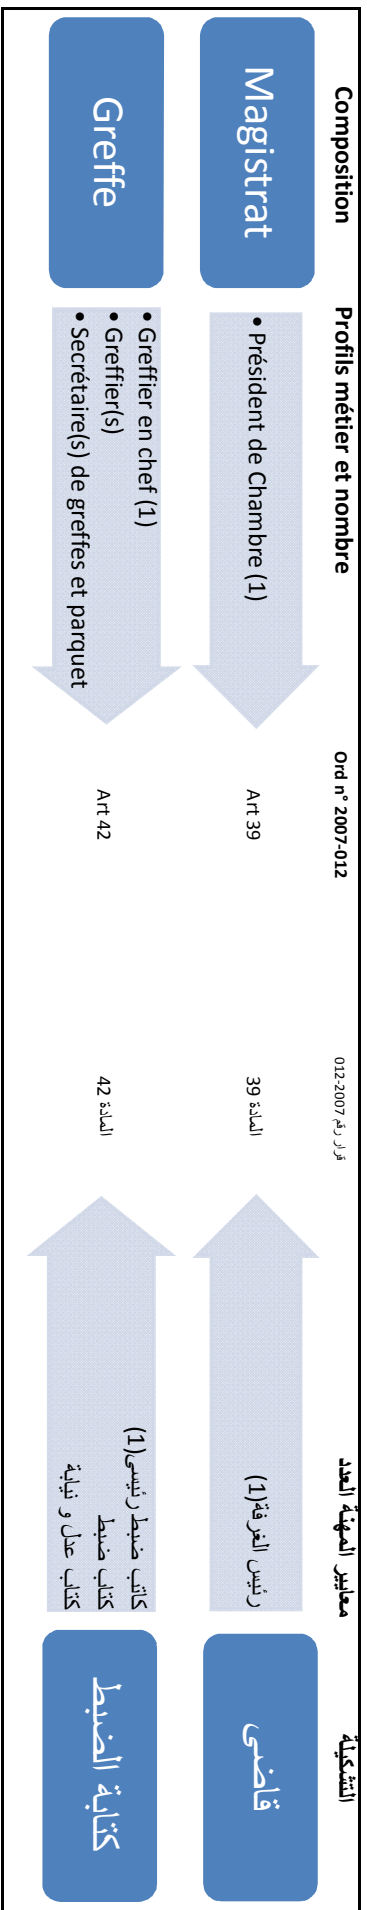 Composition
Profils métier et nombre
Ord n° 2007-012
قرار رقم 2007-012
معايير المهنة العدد
التشكيلة
Magistrat
• Président de Chambre (1)
Art 39
المادة 39
رئيس الغرفة(1)
قاضى
Greffe
• Greffier en chef (1)
• Greffier(s)
• Secrétaire(s) de greffes et parquet
Art 42
المادة 42
كاتب ضبط رئيسى(1)
كتاب ضبط
كتاب عدل و نيابة
كتابة الضبط